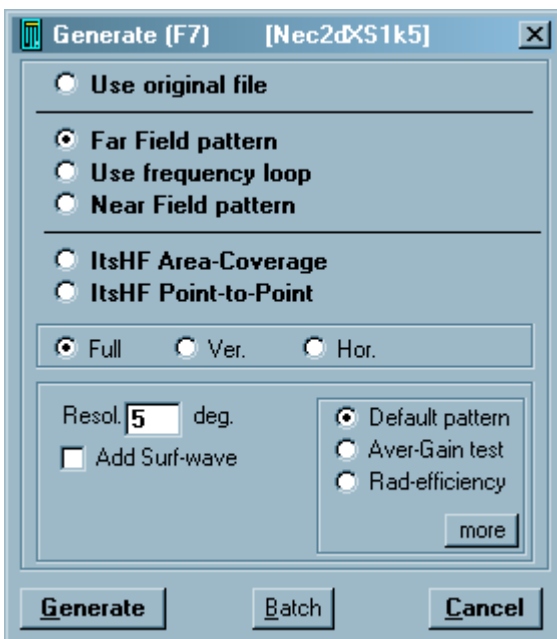 Generate (F7) [Nec2dXS1k5]
Use original file
Far Field pattern
Use frequency loop
Near Field pattern
ItsHF Area-Coverage
ItsHF Point-to-Point
Full Ver. Hor.
Resol. 5 deg.
Add Surf-wave
Default pattern
Aver-Gain test
Rad-efficiency
more
Generate Batch Cancel